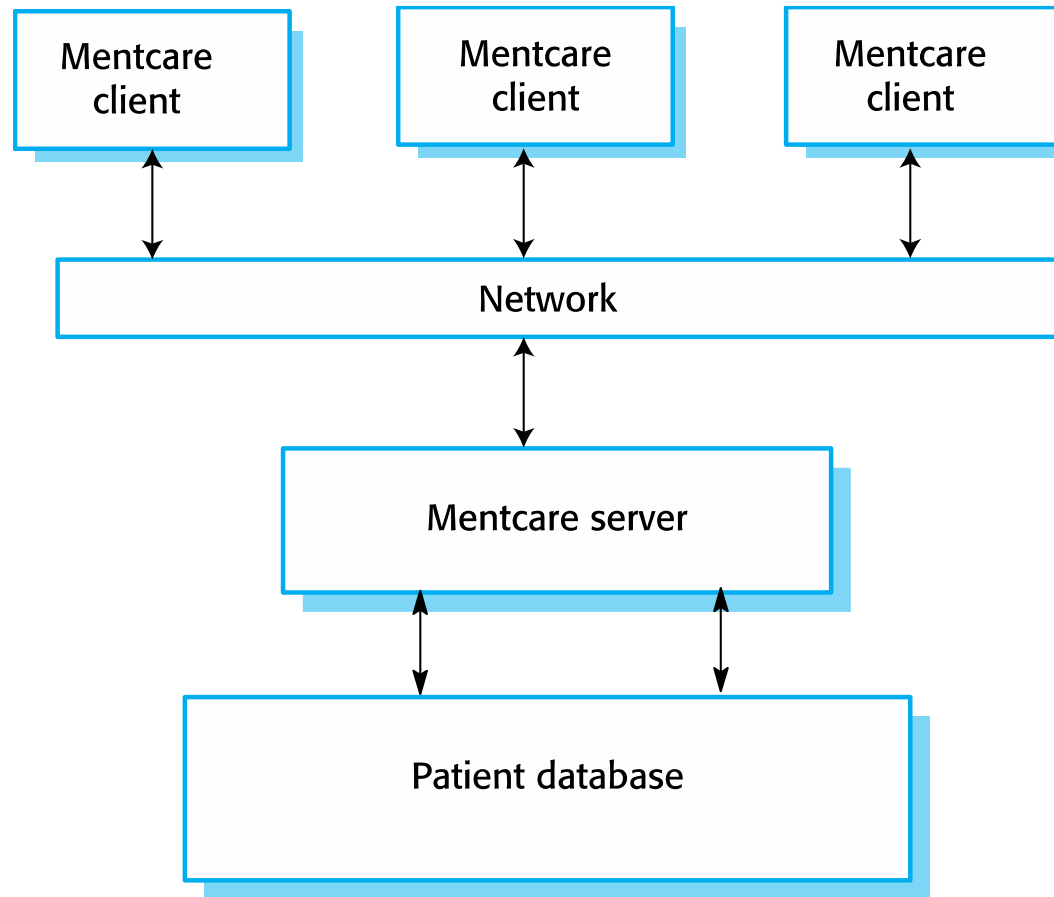 Mentcare
client
Mentcare
client
Mentcare
client
Network
Mentcare server
Patient database